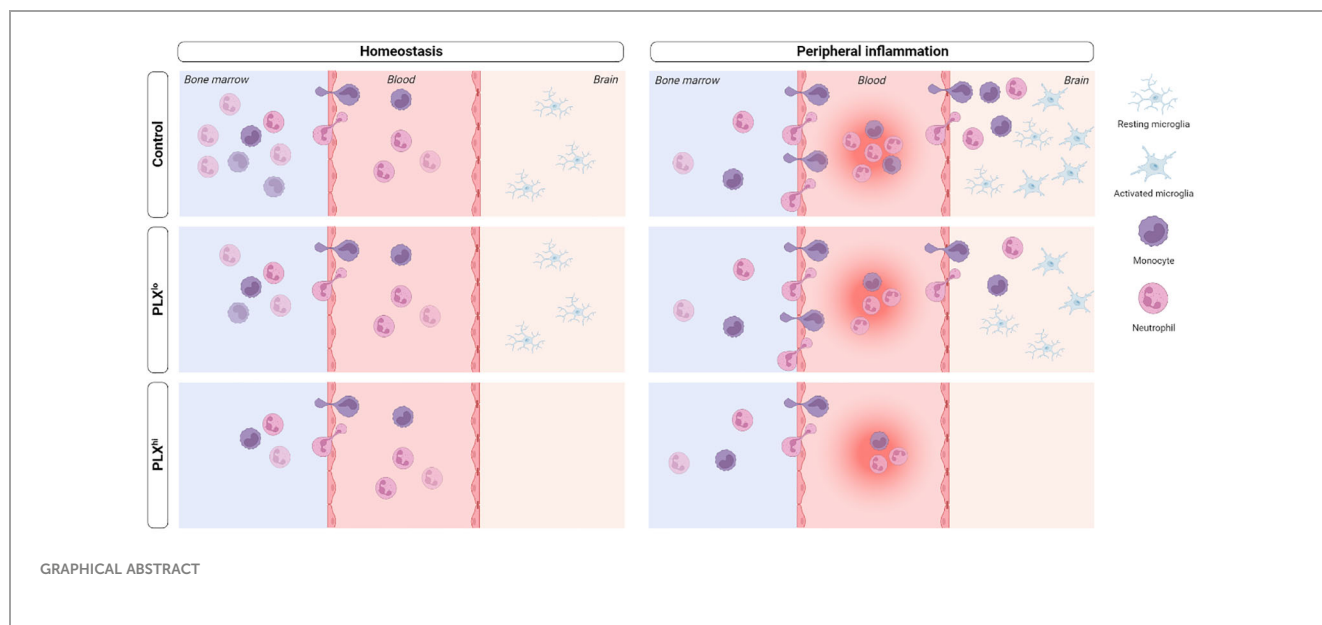 Homeostasis
Peripheral inflammation
Bone marrow
Blood
Brain
Bone marrow
Blood
Brain
Control
PLXlo
PLXhi
Resting microglia
Activated microglia
Monocyte
Neutrophil
GRAPHICAL ABSTRACT